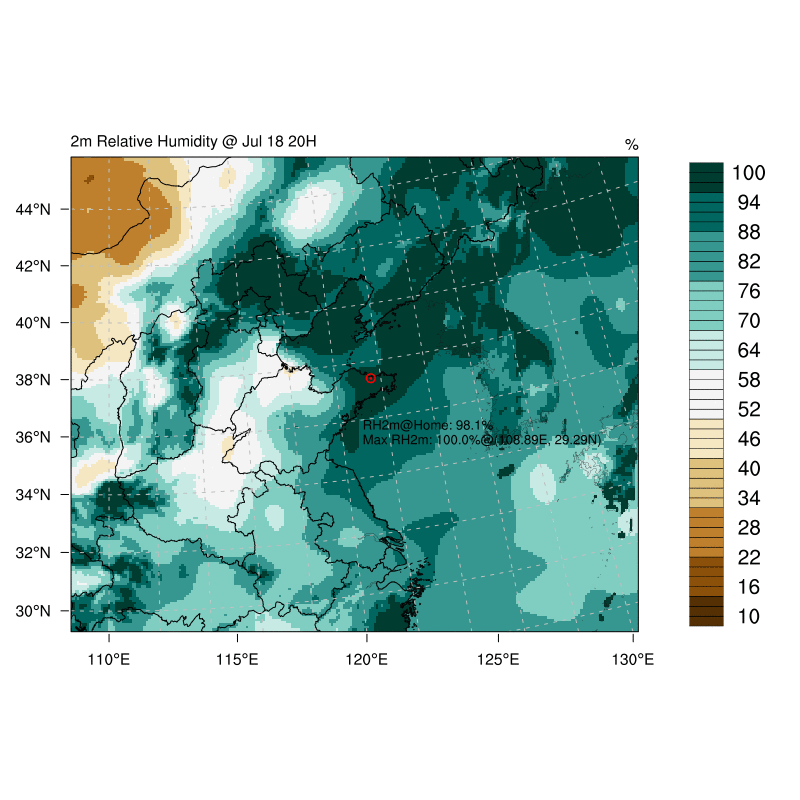 2m Relative Humidity @ Jul 18 20H
%
100
94
88
82
76
70
64
58
52
46
40
34
28
22
16
10
44°N
42°N
40°N
38°N
36°N
34°N
32°N
30°N
RH2m@Home: 98.1%
Max RH2m: 100.0%@(108.89E, 29.29N)
110°E 115°E 120°E 125°E 130°E